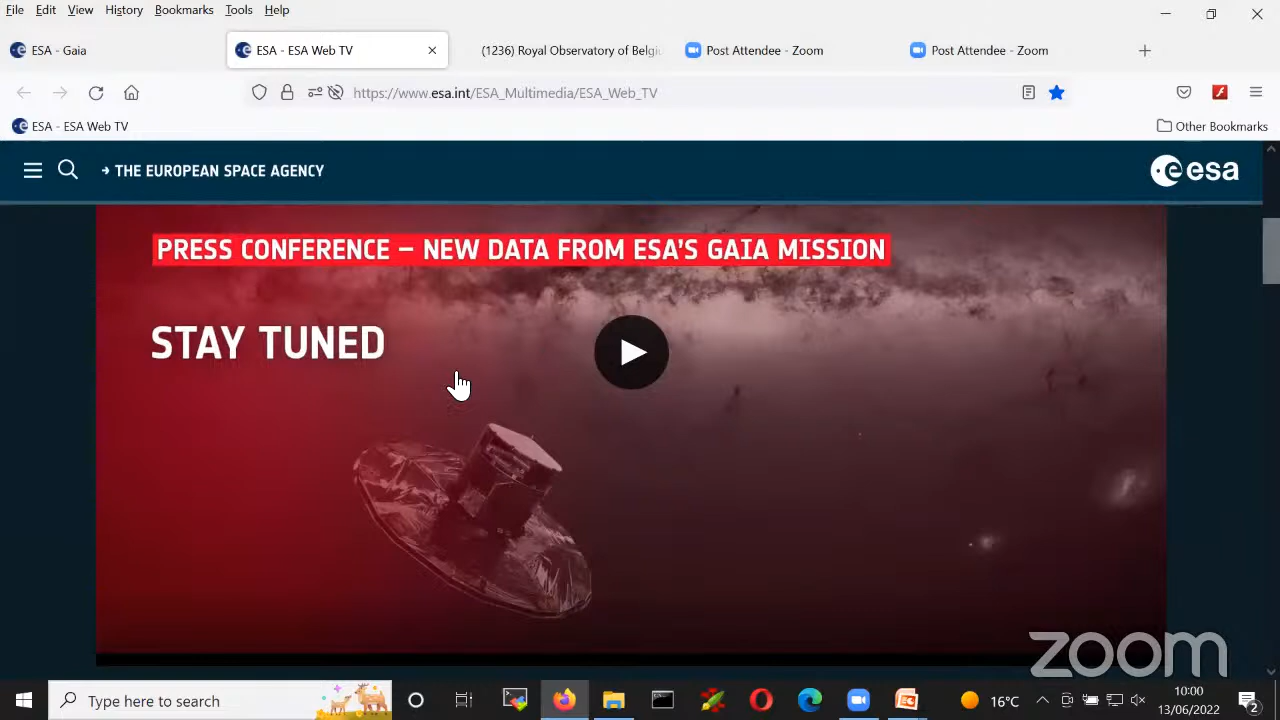 File Edit View History Bookmarks Tools Help
ESA - Gaia
ESA - ESA Web TV
(1236) Royal Observatory of Belgi
Post Attendee - Zoom
Post Attendee - Zoom
https://www.esa.int/ESA_Multimedia/ESA_Web_TV
ESA - ESA Web TV
Other Bookmarks
THE EUROPEAN SPACE AGENCY
esa
PRESS CONFERENCE – NEW DATA FROM ESA'S GAIA MISSION
STAY TUNED
zoom
Type here to search
16°C
10:00
13/06/2022
2